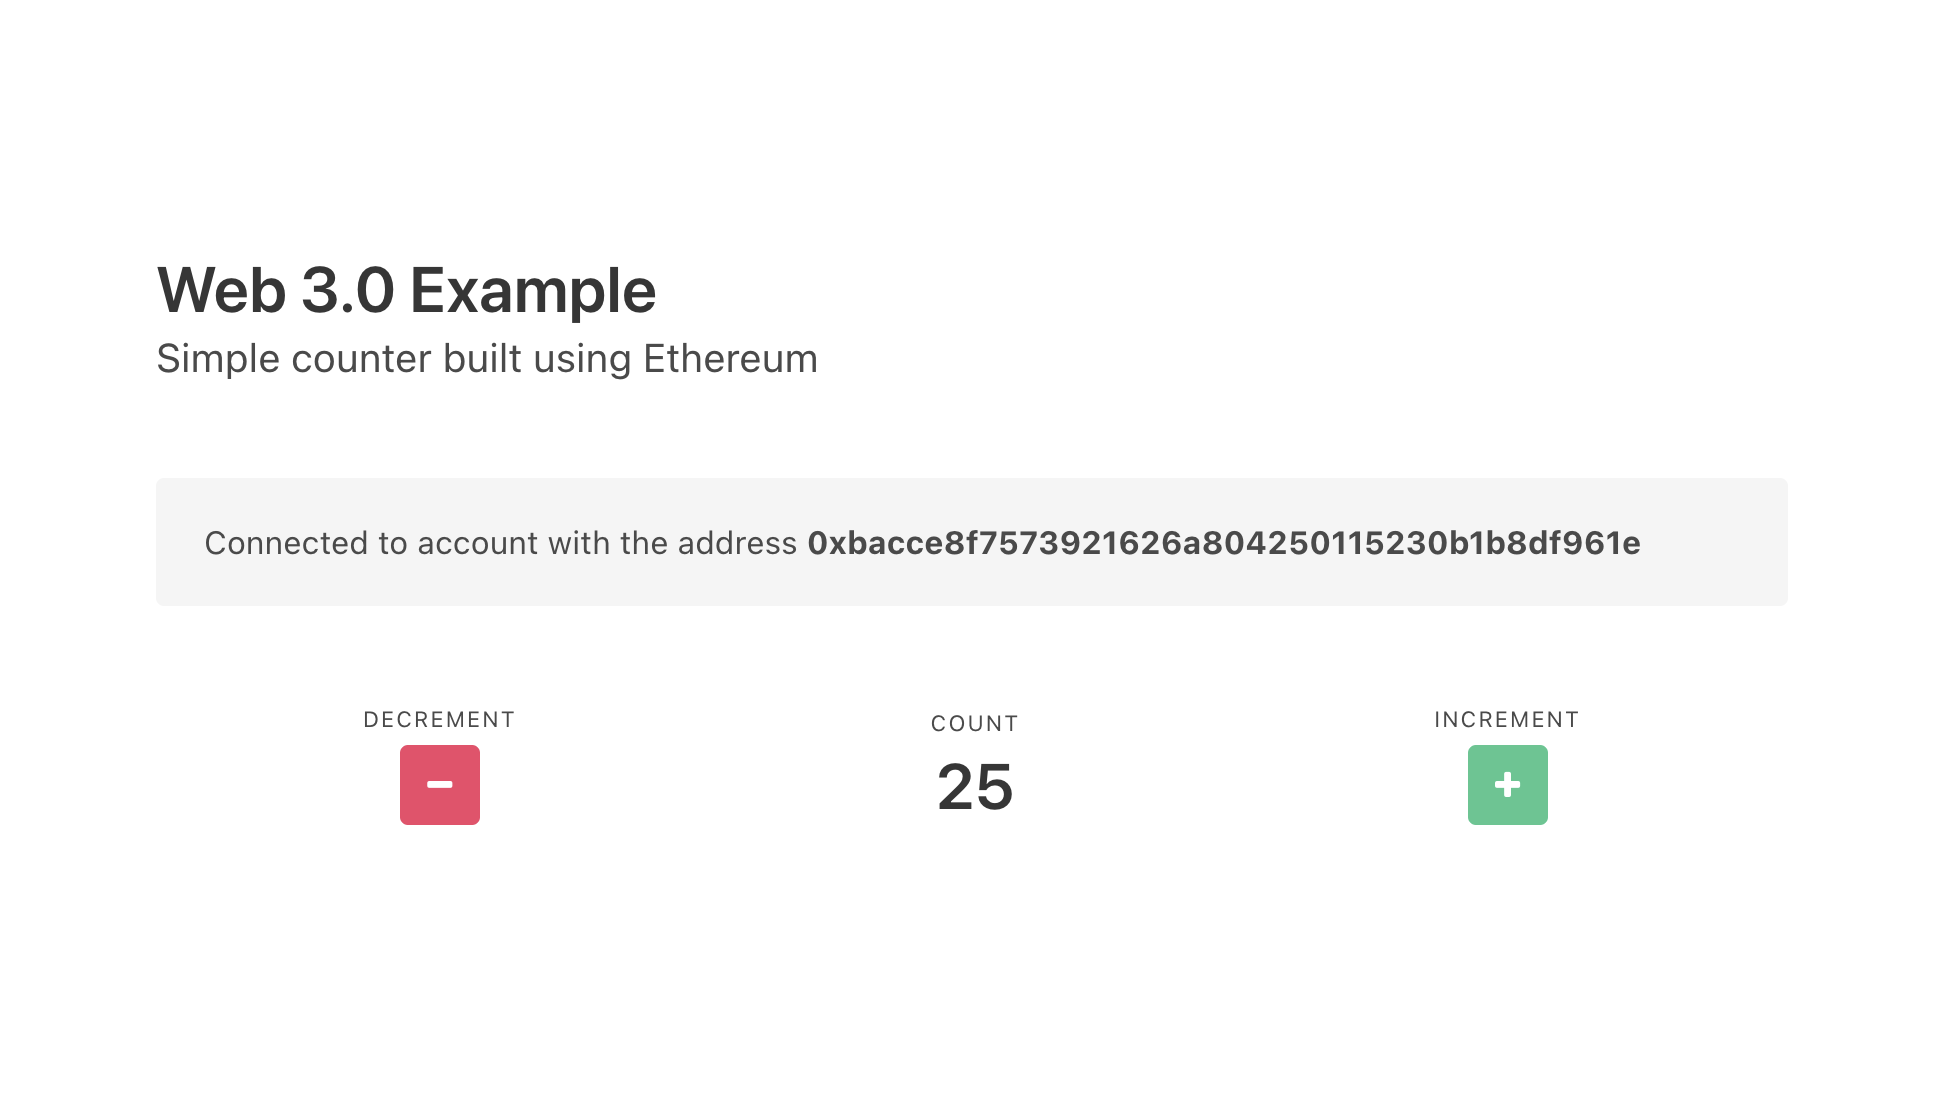 Web 3.0 Example
Simple counter built using Ethereum
Connected to account with the address 0xbacce8f7573921626a804250115230b1b8df961e
DECREMENT
COUNT
INCREMENT
25